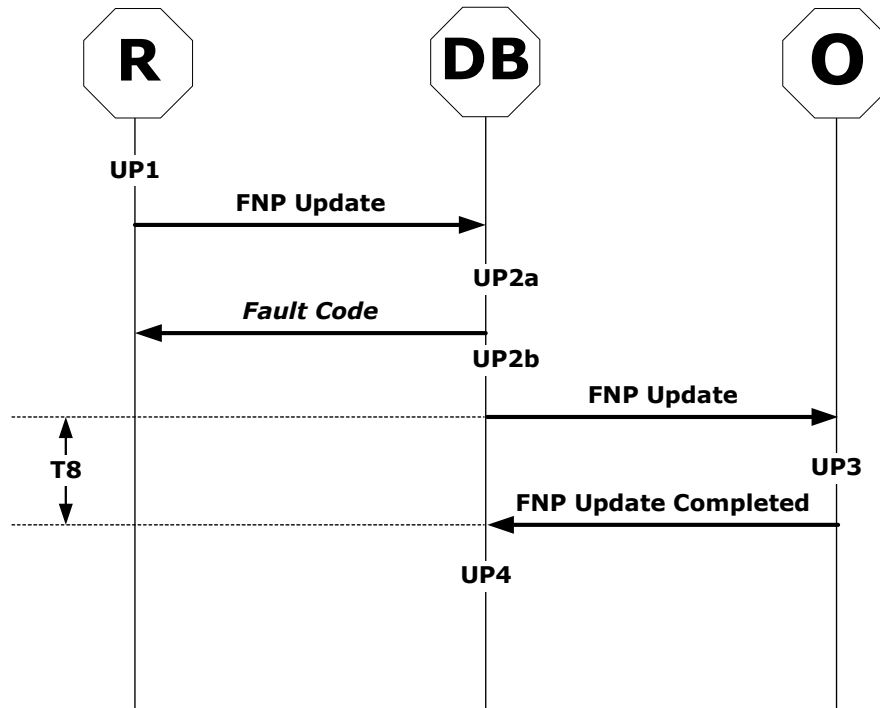 R
DB
O
UP1
FNP Update
UP2a
Fault Code
UP2b
FNP Update
T8
UP3
FNP Update Completed
UP4